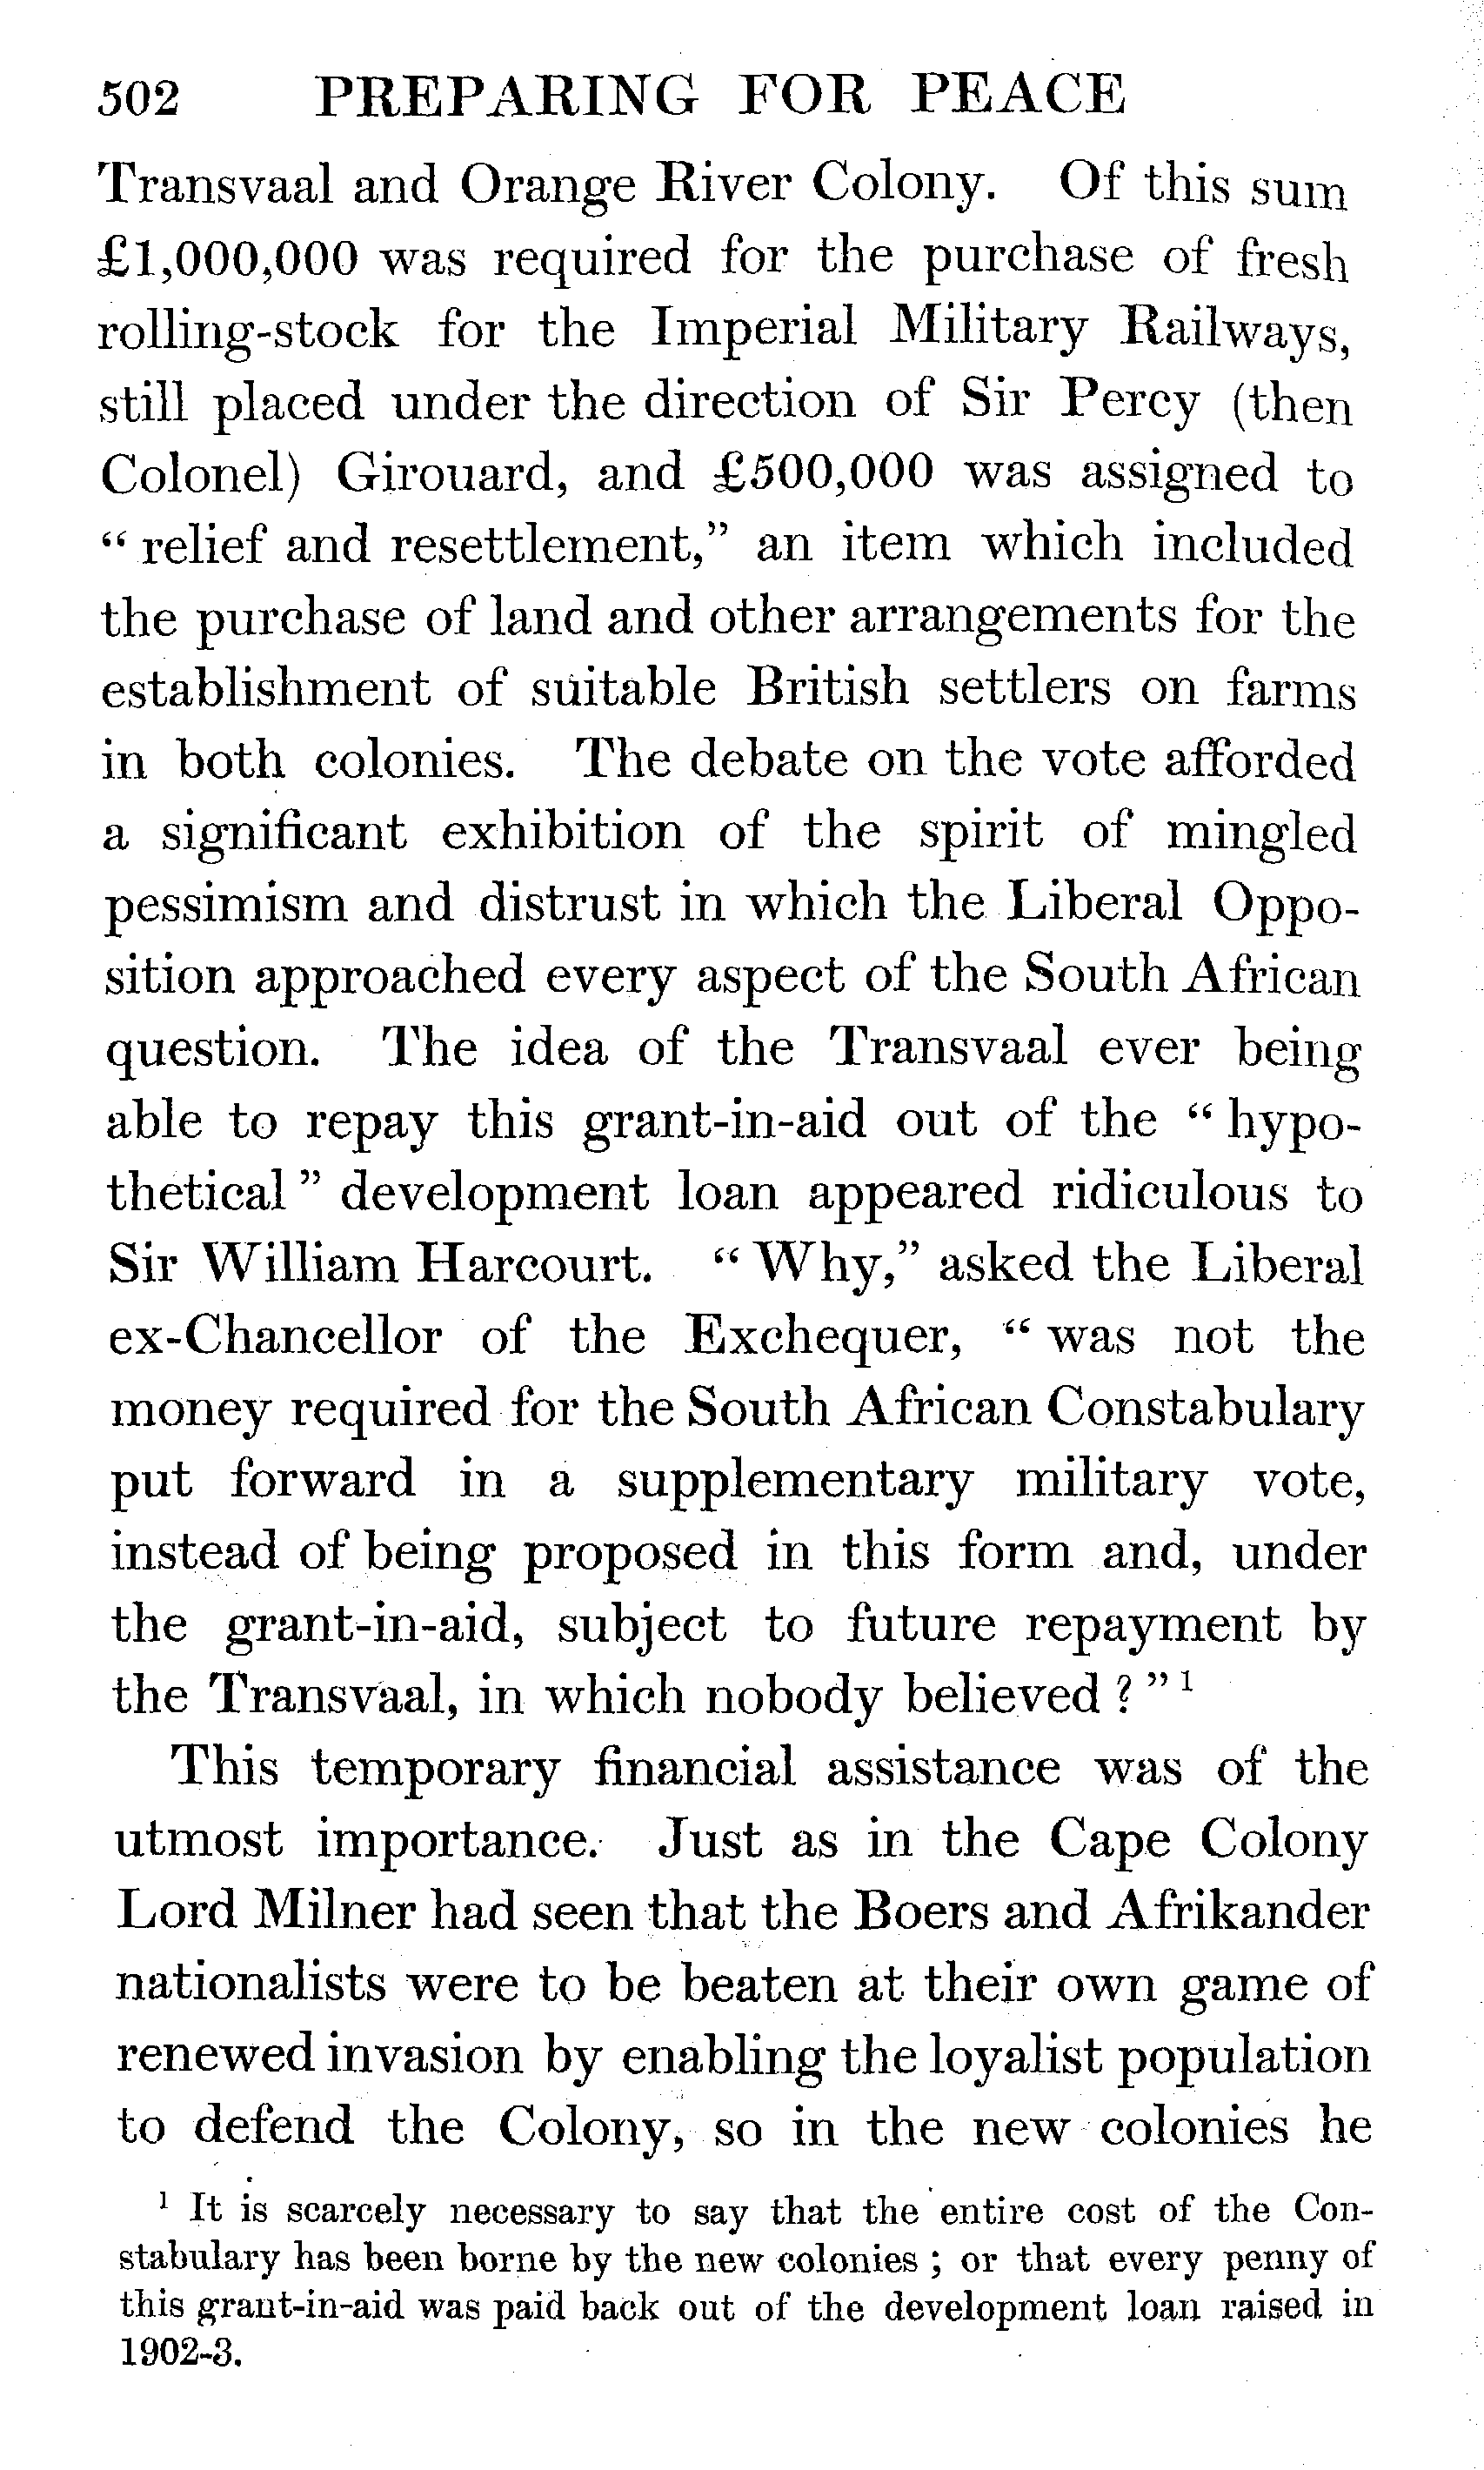 502 PREPARING FOR PEACE
Transvaal and Orange River Colony. Of this sum
£1,000,000 was required for the purchase of fresh
rolling-stock for the Imperial Military Railways,
still placed under the direction of Sir Percy (then
Colonel) Girouard, and £500,000 was assigned to
“ relief and resettlement,” an item which included
the purchase of land and other arrangements for the
establishment of suitable British settlers on farms
in both colonies. The debate on the vote afforded
a significant exhibition of the spirit of mingled
pessimism and distrust in which the Liberal Oppo-
sition approached every aspect of the South African
question. The idea of the Transvaal ever being
able to repay this grant-in-aid out of the “ hypo-
thetical ” development loan appeared ridiculous to
Sir William Harcourt. “ Why,” asked the Liberal
ex-Chancellor of the Exchequer, “ was not the
money required for the South African Constabulary
put forward in a supplementary military vote,
instead of being proposed in this form and, under
the grant-in-aid, subject to future repayment by
the Transvaal, in which nobody believed ? ” 1
This temporary financial assistance was of the
utmost importance. Just as in the Cape Colony
Lord Milner had seen that the Boers and Afrikander
nationalists were to be beaten at their own game of
renewed invasion by enabling the loyalist population
to defend the Colony, so in the new colonies he
1 It is scarcely necessary to say that the entire cost of the Con-
stabulary has been borne by the new colonies ; or that every penny of
this grant-in-aid was paid back out of the development loan raised in
1902-3.